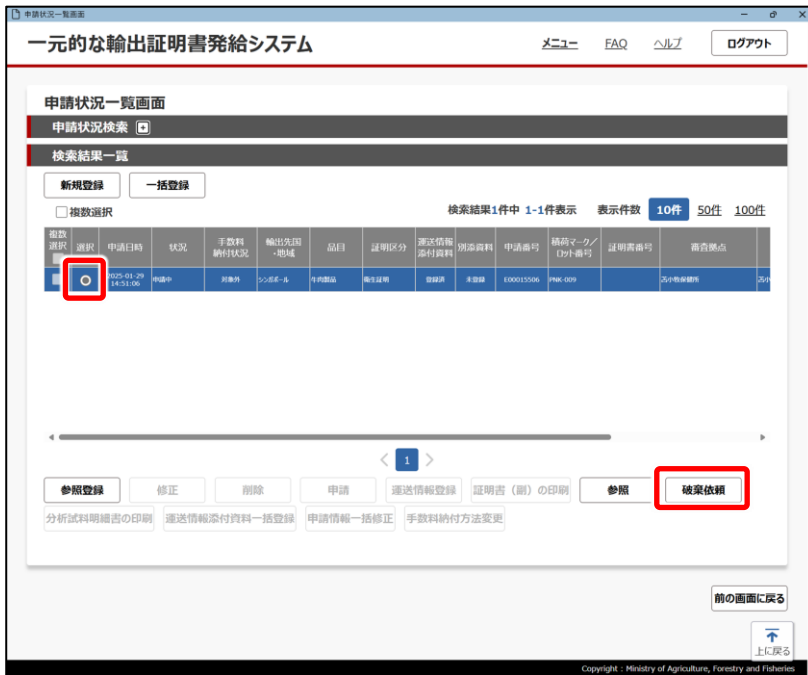 申請状況一覧画面
一元的な輸出証明書発給システム
メニュー FAQ ヘルプ ログアウト
申請状況一覧画面
申請状況検索
検索結果一覧
新規登録 一括登録
複数選択
検索結果1件中 1-1件表示 表示件数 10件 50件 100件
複数選択 選択 申請日時 状況 手数料納付状況 輸出先国・地域 品目 証明区分 運送情報添付資料 別添資料 申請番号 積荷マーク／ロット番号 証明書番号 審査拠点
2025-01-29 14:51:06 申請中 対象外 シンガポール 牛肉製品 衛生証明 登録済 未登録 E00015506 PNK-009 苫小牧保健所 苫小
1
参照登録 修正 削除 申請 運送情報登録 証明書（副）の印刷 参照 破棄依頼
分析試料明細書の印刷 運送情報添付資料一括登録 申請情報一括修正 手数料納付方法変更
前の画面に戻る
上に戻る
Copyright : Ministry of Agriculture, Forestry and Fisheries